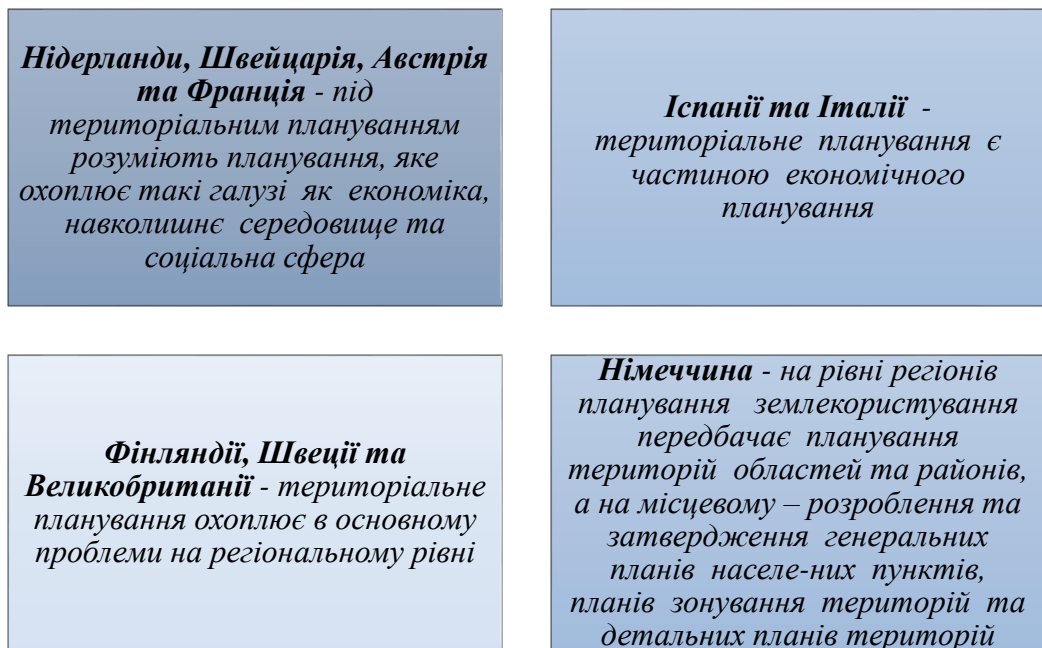 Нідерланди, Швейцарія, Австрія
та Франція - під
територіальним плануванням
розуміють планування, яке
охоплює такі галузі як економіка,
навколишнє середовище та
соціальна сфера
Іспанії та Італії -
територіальне планування є
частиною економічного
планування
Фінляндії, Швеції та
Великобританії - територіальне
планування охоплює в основному
проблеми на регіональному рівні
Німеччина - на рівні регіонів
планування землекористування
передбачає планування
територій областей та районів,
а на місцевому – розроблення та
затвердження генеральних
планів населе-них пунктів,
планів зонування територій та
детальних планів територій